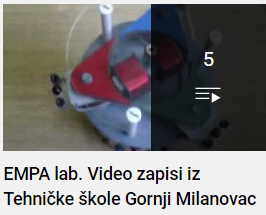 5
EMPA lab. Video zapisi iz
Tehničke škole Gornji Milanovac